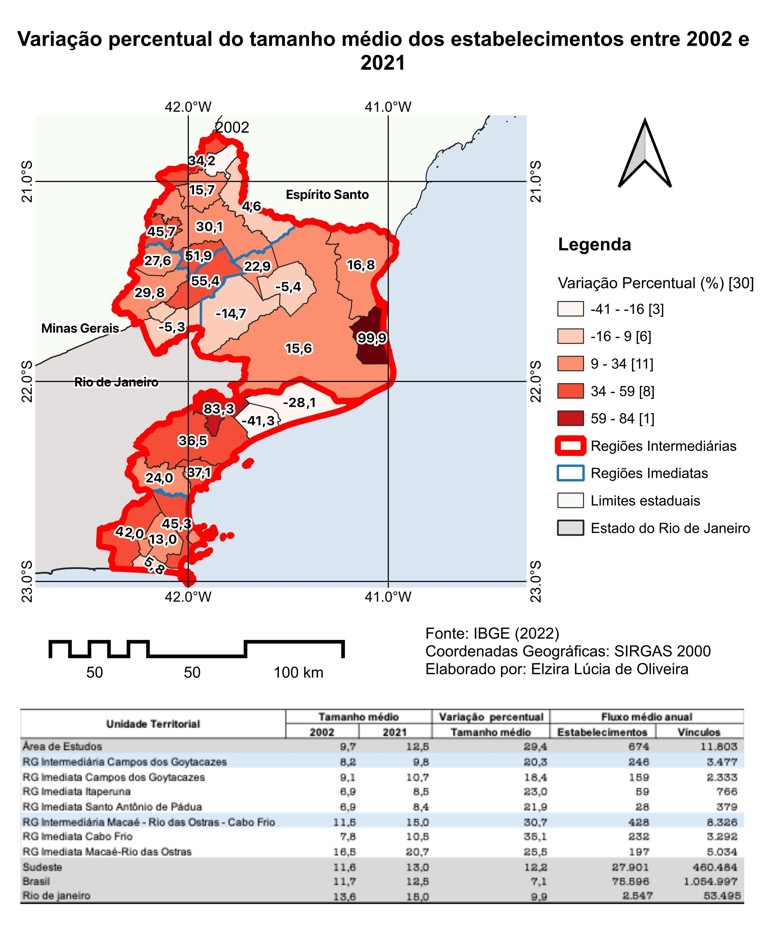 Variação percentual do tamanho médio dos estabelecimentos entre 2002 e
2021
42.0°W 41.0°W
2002
34,2
21.0°S 21.0°S
15,7
Espírito Santo
4,6
30,1
45,7
51,9
27,6
22,9
16,8
55,4
-5,4
29,8
-14,7
Minas Gerais
-5,3
99,9
15,6
22.0°S 22.0°S
Rio de Janeiro
-28,1
83,3
-41,3
36,5
37,1
24,0
45,3
42,0
13,0
5,8
23.0°S 23.0°S
42.0°W 41.0°W
Legenda
Variação Percentual (%) [30]
-41 - -16 [3]
-16 - 9 [6]
9 - 34 [11]
34 - 59 [8]
59 - 84 [1]
Regiões Intermediárias
Regiões Imediatas
Limites estaduais
Estado do Rio de Janeiro
50 50 100 km
Fonte: IBGE (2022)
Coordenadas Geográficas: SIRGAS 2000
Elaborado por: Elzira Lúcia de Oliveira
Unidade Territorial Tamanho médio Variação percentual Fluxo médio anual
2002 2021 Tamanho médio Estabelecimentos Vínculos
Área de Estudos 9,7 12,5 29,4 674 11.803
RG Intermediária Campos dos Goytacazes 8,2 9,8 20,3 246 3.477
RG Imediata Campos dos Goytacazes 9,1 10,7 18,4 159 2.333
RG Imediata Itaperuna 6,9 8,5 23,0 59 766
RG Imediata Santo Antônio de Pádua 6,9 8,4 21,9 28 379
RG Intermediária Macaé - Rio das Ostras - Cabo Frio 11,5 15,0 30,7 428 8.326
RG Imediata Cabo Frio 7,8 10,5 35,1 232 3.292
RG Imediata Macaé-Rio das Ostras 16,5 20,7 25,5 197 5.034
Sudeste 11,6 13,0 12,2 27.901 460.484
Brasil 11,7 12,5 7,1 75.596 1.054.997
Rio de janeiro 13,6 15,0 9,9 2.547 53.495